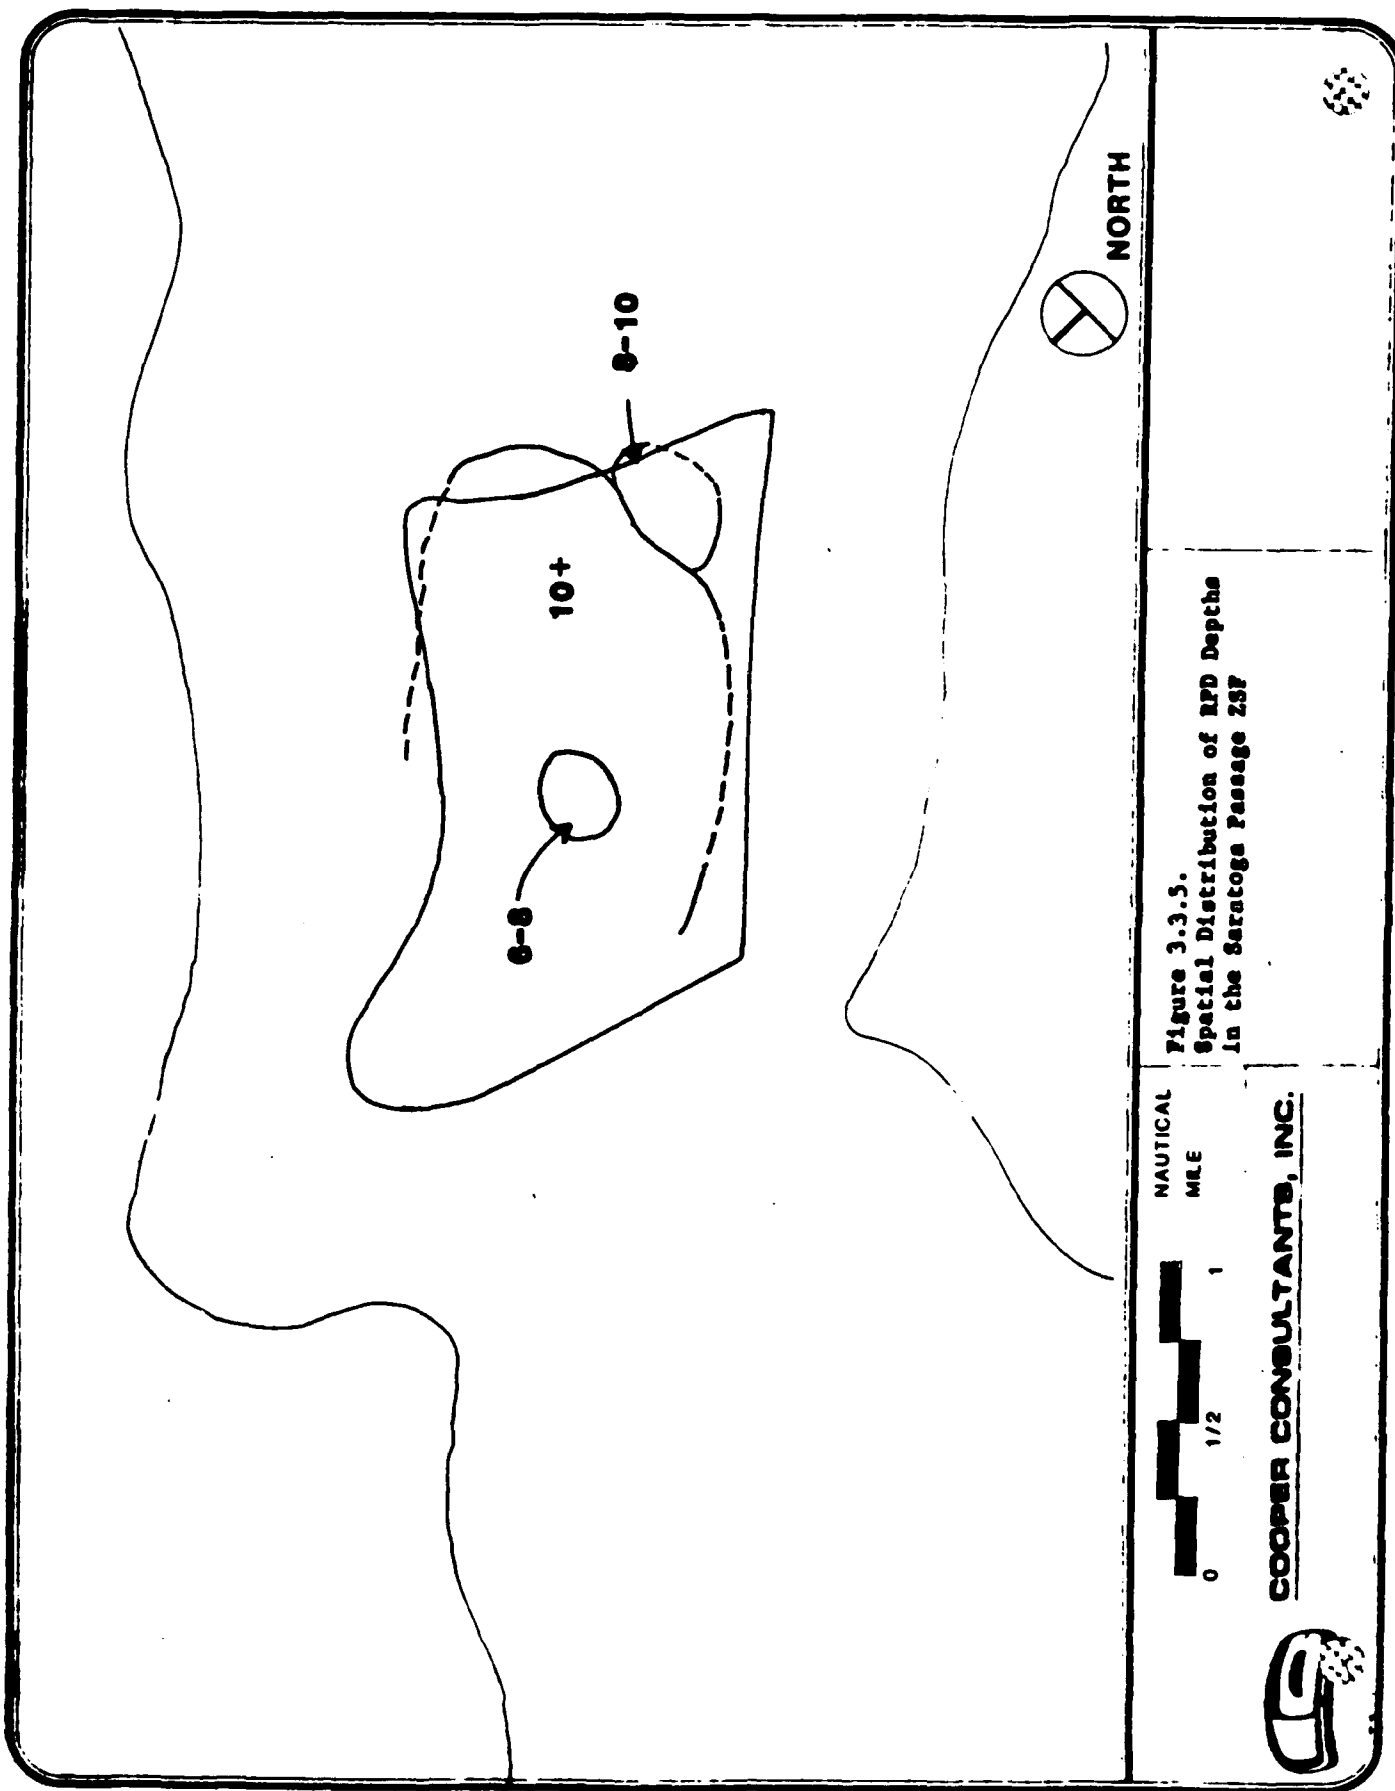 8-10
10+
6-8
NORTH
NAUTICAL
MILE
0 1/2 1
Figure 3.3.5.
Spatial Distribution of RPD Depths
in the Saratoga Passage ZSF
COOPER CONSULTANTS, INC.